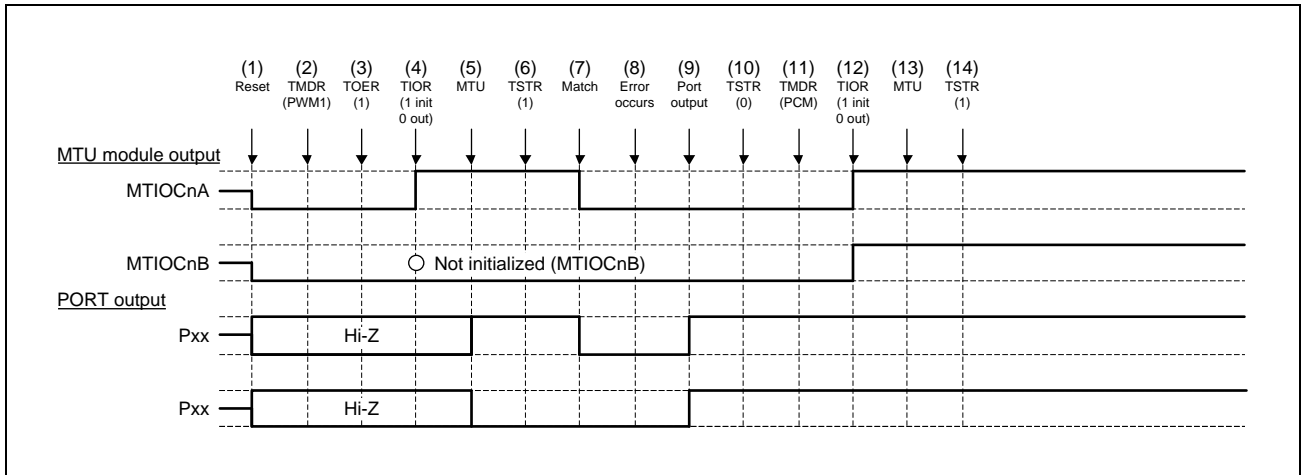 (1) (2) (3) (4) (5) (6) (7) (8) (9) (10) (11) (12) (13) (14)
Reset TMDR TOER TIOR MTU TSTR Match Error Port TSTR TMDR TIOR MTU TSTR
(PWM1) (1) (1 init (1) occurs output (0) (PCM) (1 init (1)
0 out) 0 out)
MTU module output
MTIOCnA
MTIOCnB Not initialized (MTIOCnB)
PORT output
Pxx Hi-Z
Pxx Hi-Z